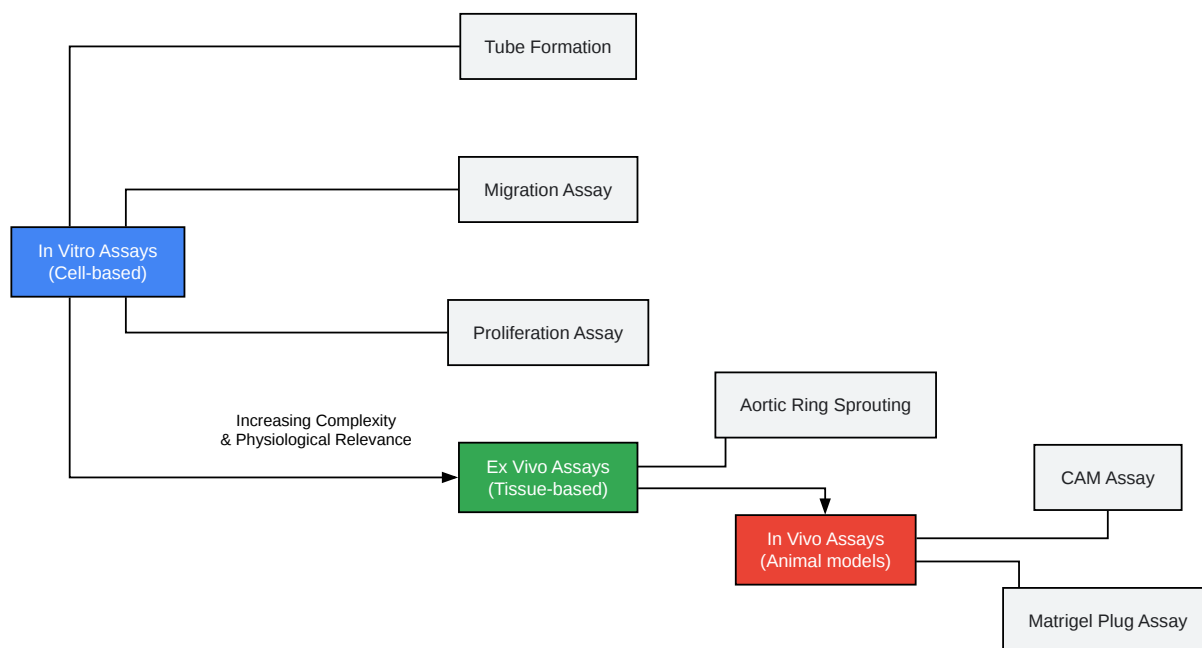 Tube Formation
Migration Assay
In Vitro Assays
(Cell-based)
Proliferation Assay
Aortic Ring Sprouting
Increasing Complexity
& Physiological Relevance
Ex Vivo Assays
(Tissue-based)
CAM Assay
In Vivo Assays
(Animal models)
Matrigel Plug Assay